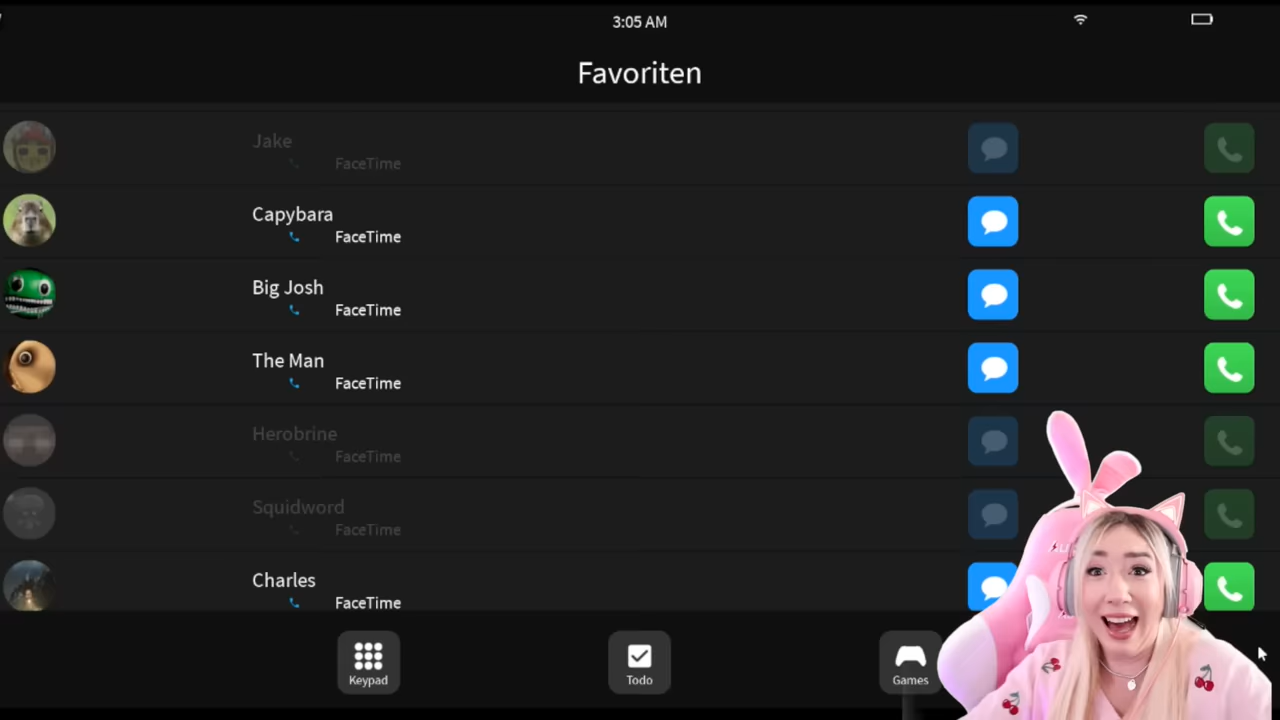 3:05 AM
Favoriten
Jake
FaceTime
Capybara
FaceTime
Big Josh
FaceTime
The Man
FaceTime
Herobrine
FaceTime
Squidword
FaceTime
Charles
FaceTime
Keypad
Todo
Games